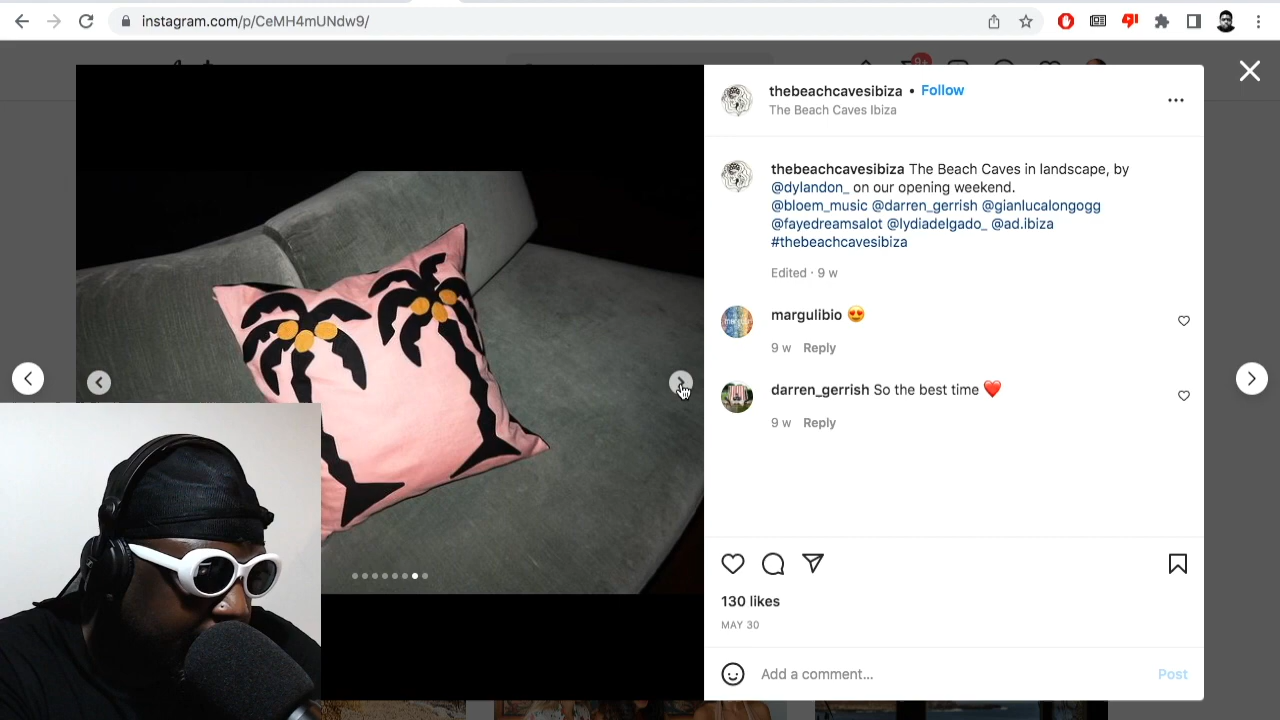 instagram.com/p/CeMH4mUNdw9/
9+
thebeachcavesibiza • Follow
The Beach Caves Ibiza
thebeachcavesibiza The Beach Caves in landscape, by
@dylandon_ on our opening weekend.
@bloem_music @darren_gerrish @gianlucalongogg
@fayedreamsalot @lydiadelgado_ @ad.ibiza
#thebeachcavesibiza
Edited · 9 w
margulibio 😍
9 w Reply
darren_gerrish So the best time ❤️
9 w Reply
130 likes
MAY 30
Add a comment...
Post